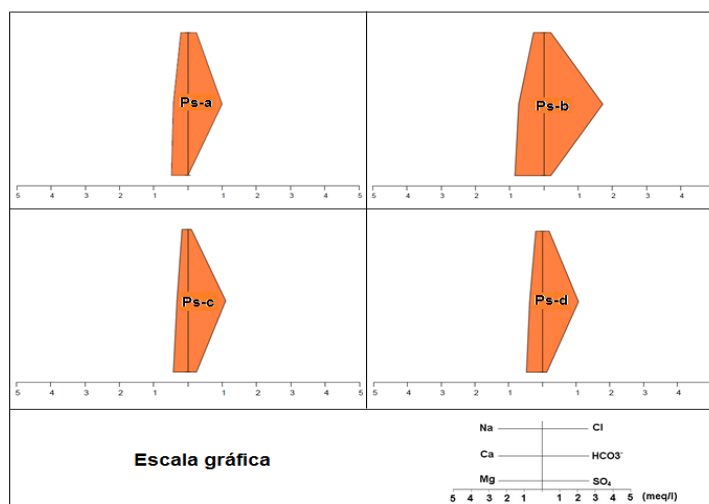 Ps-a
5 4 3 2 1 1 2 3 4 5
Ps-b
5 4 3 2 1 1 2 3 4
Ps-c
5 4 3 2 1 1 2 3 4 5
Ps-d
5 4 3 2 1 1 2 3 4
Escala gráfica
Na Cl
Ca HCO3⁻
Mg SO₄
5 4 3 2 1 1 2 3 4 5 (meq/l)